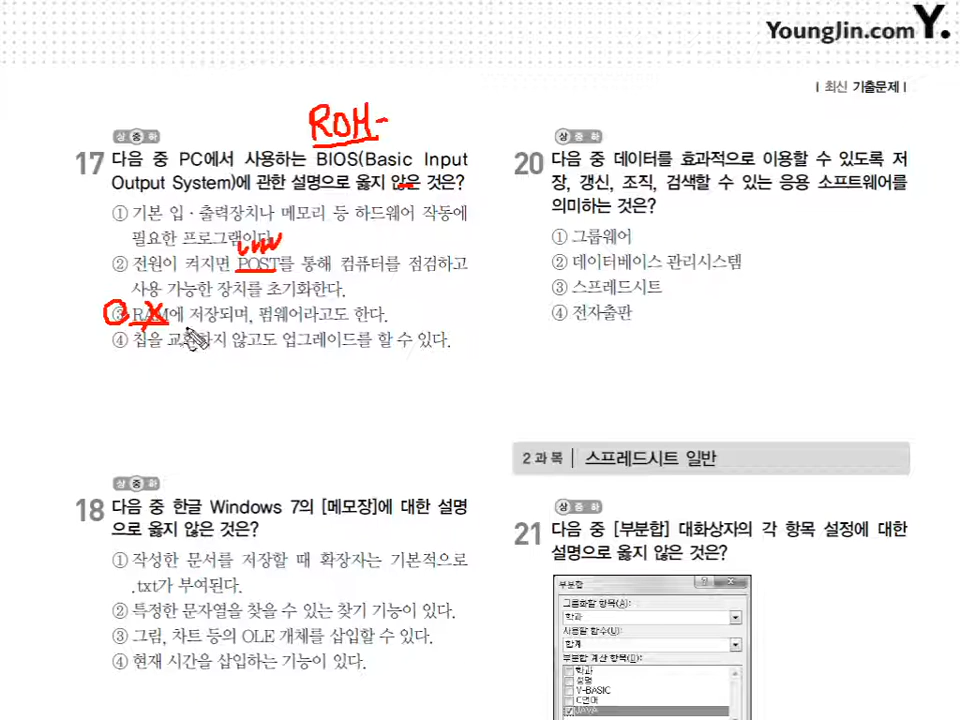 YoungJin.com Y.
| 최신 기출문제 |
ROM-
상 중 하
17 다음 중 PC에서 사용하는 BIOS(Basic Input
Output System)에 관한 설명으로 옳지 않은 것은?
① 기본 입·출력장치나 메모리 등 하드웨어 작동에
필요한 프로그램이다.
② 전원이 켜지면 POST를 통해 컴퓨터를 점검하고
사용 가능한 장치를 초기화한다.
③ RAM에 저장되며, 펌웨어라고도 한다.
④ 칩을 교환하지 않고도 업그레이드를 할 수 있다.
상 중 하
18 다음 중 한글 Windows 7의 [메모장]에 대한 설명
으로 옳지 않은 것은?
① 작성한 문서를 저장할 때 확장자는 기본적으로
.txt가 부여된다.
② 특정한 문자열을 찾을 수 있는 찾기 기능이 있다.
③ 그림, 차트 등의 OLE 개체를 삽입할 수 있다.
④ 현재 시간을 삽입하는 기능이 있다.
상 중 하
20 다음 중 데이터를 효과적으로 이용할 수 있도록 저
장, 갱신, 조직, 검색할 수 있는 응용 소프트웨어를
의미하는 것은?
① 그룹웨어
② 데이터베이스 관리시스템
③ 스프레드시트
④ 전자출판
2과목 | 스프레드시트 일반
상 중 하
21 다음 중 [부분합] 대화상자의 각 항목 설정에 대한
설명으로 옳지 않은 것은?
부분합
그룹화할 항목(A):
학과
사용할 함수(U):
합계
부분합 계산 항목(D):
학과
성명
V-BASIC
C언어
JAVA